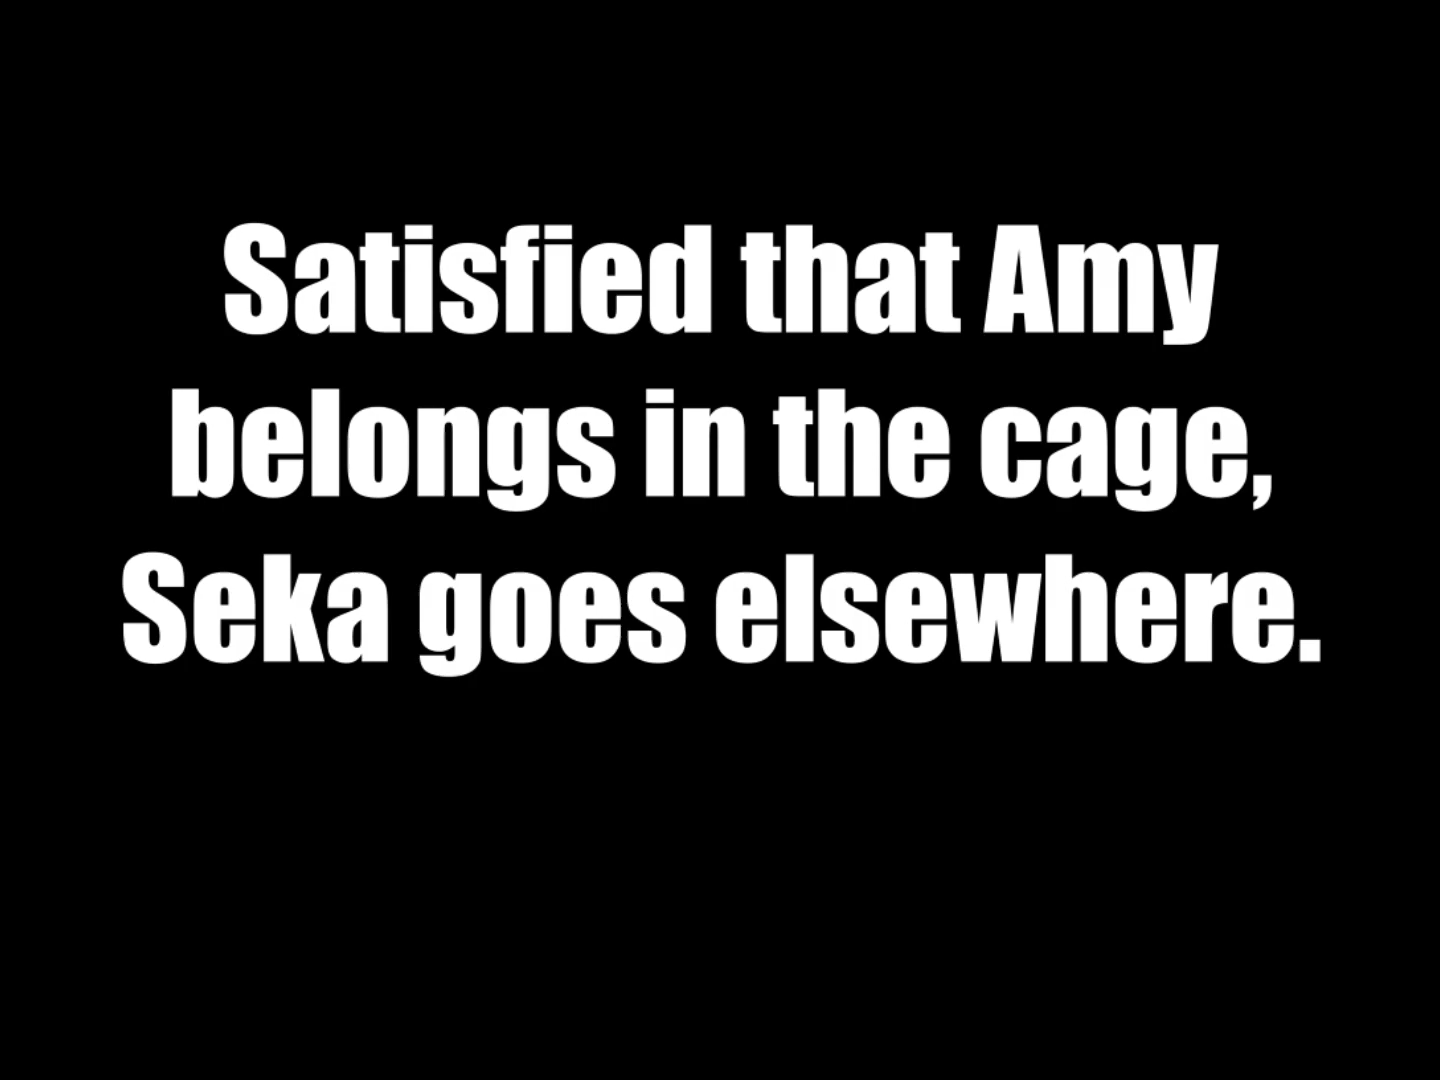 Satisfied that Amy
belongs in the cage,
Seka goes elsewhere.